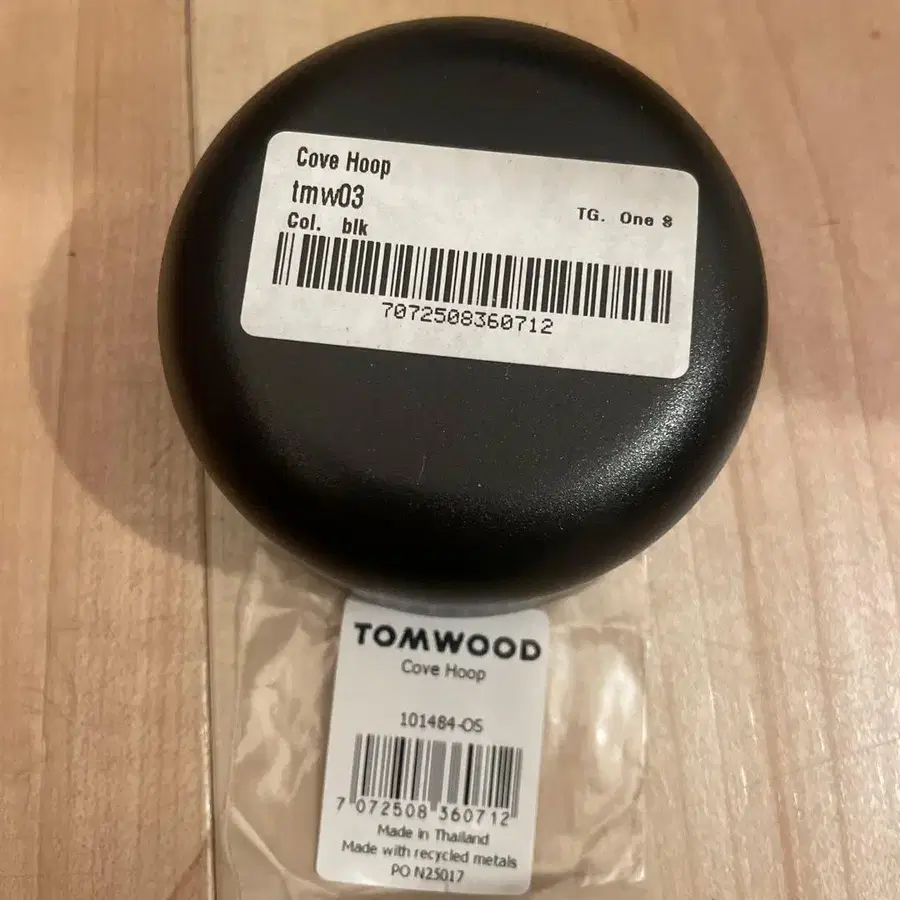 Cove Hoop
tmw03
TG. One S
Col. blk
7072508360712
TOMWOOD
Cove Hoop
101484-OS
7 072508 360712
Made in Thailand
Made with recycled metals
PO N25017